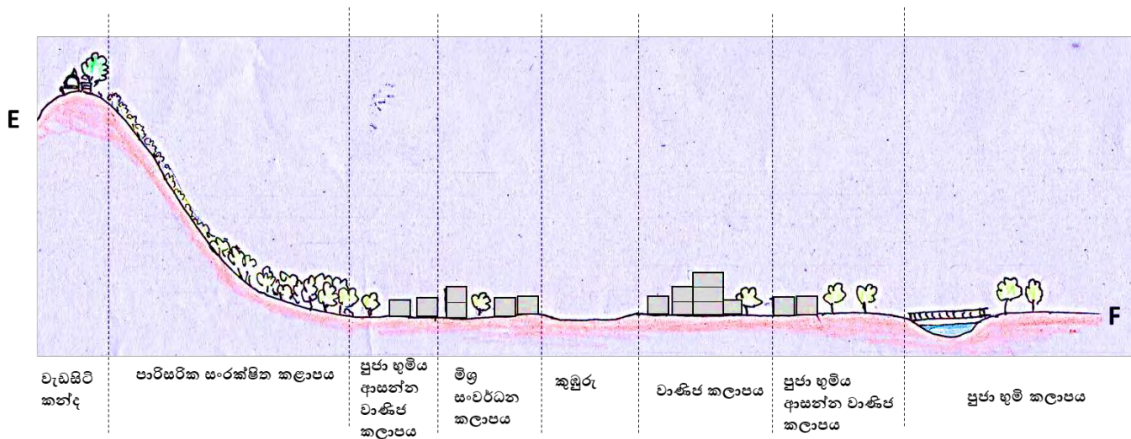 E
F
වැඩසිටි
කන්ද
පාරිසරික සංරක්ෂිත කළාපය
පුජා භුමිය
ආසන්න
වාණිජ
කලාපය
මිශ්‍ර
සංවර්ධන
කලාපය
කුඹුරු
වාණිජ කලාපය
පුජා භුමිය
ආසන්න වාණිජ
කලාපය
පුජා භුමි කලාපය